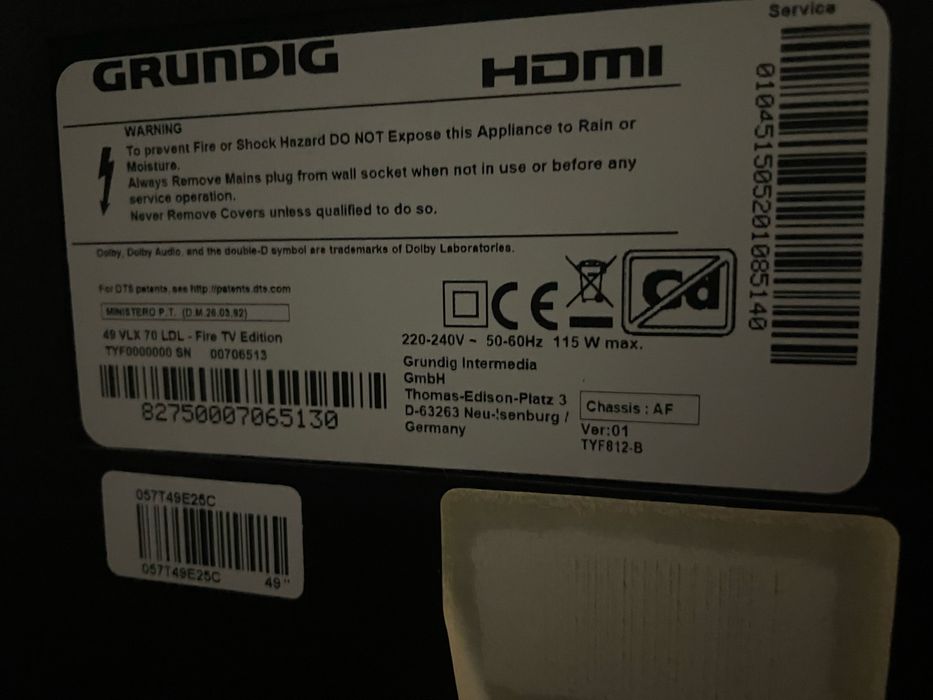 Service
GRUNDIG
HDMI
WARNING
To prevent Fire or Shock Hazard DO NOT Expose this Appliance to Rain or
Moisture.
Always Remove Mains plug from wall socket when not in use or before any
service operation.
Never Remove Covers unless qualified to do so.
Dolby, Dolby Audio, and the double-D symbol are trademarks of Dolby Laboratories.
For DTS patents, see http://patents.dts.com
MINISTERO P.T. (D.M.26.03.92)
49 VLX 70 LDL - Fire TV Edition
TYF0000000 SN 00706513
82750007065130
CE
Cd
220-240V ~ 50-60Hz 115 W max.
Grundig Intermedia
GmbH
Thomas-Edison-Platz 3
D-63263 Neu-Isenburg /
Germany
Chassis : AF
Ver:01
TYF812-B
010451505201085140
057T49E25C
057T49E25C
49"